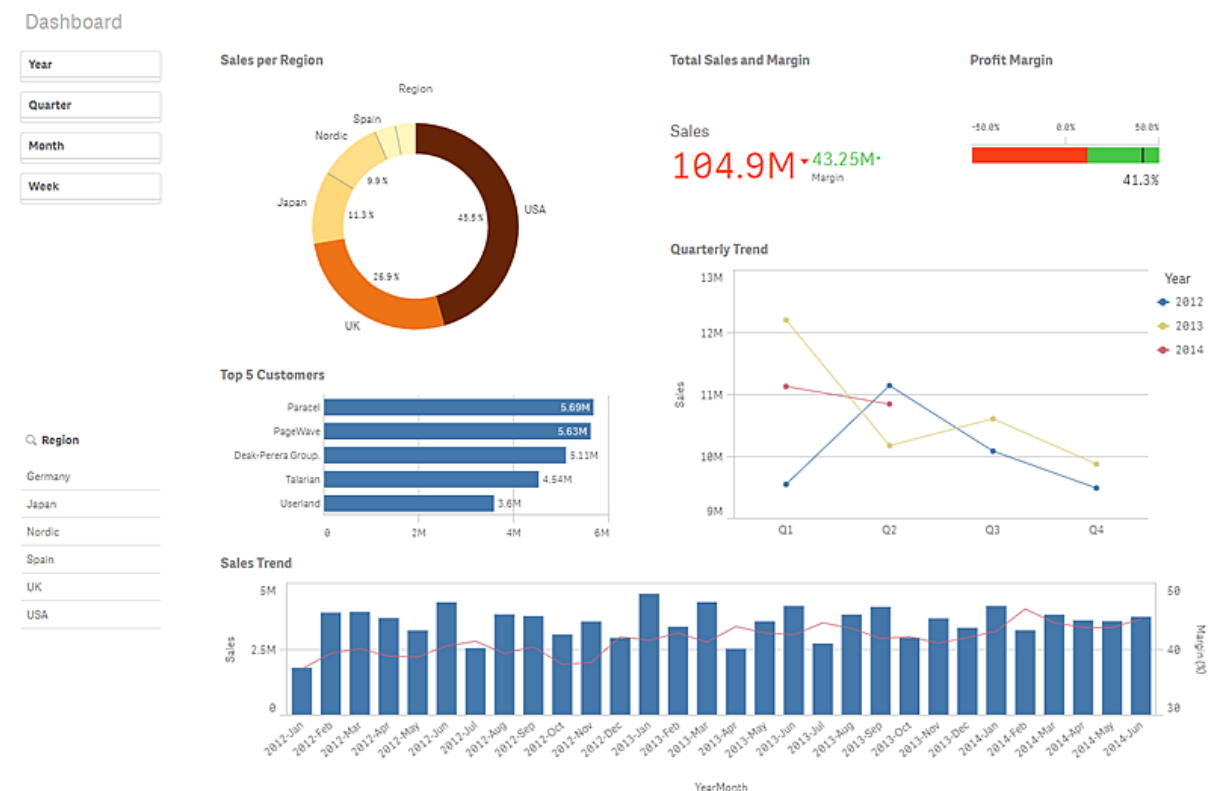 Dashboard
Year
Quarter
Month
Week
Region
Germany
Japan
Nordic
Spain
UK
USA
Sales per Region
Region
Spain
Nordic
Japan
UK
USA
9.9%
11.3%
26.9%
45.5%
Total Sales and Margin
Sales
104.9M
43.25M
Margin
Profit Margin
-50.0% 0.0% 50.0%
41.3%
Top 5 Customers
Paracel 5.69M
PageWave 5.63M
Deak-Perera Group. 5.11M
Talarian 4.54M
Userland 3.6M
0 2M 4M 6M
Quarterly Trend
Sales
13M
12M
11M
10M
9M
Q1 Q2 Q3 Q4
Year
2012
2013
2014
Sales Trend
Sales
5M
2.5M
0
50
40
30
Margin (%)
2012-Jan 2012-Feb 2012-Mar 2012-Apr 2012-May 2012-Jun 2012-Jul 2012-Aug 2012-Sep 2012-Oct 2012-Nov 2012-Dec 2013-Jan 2013-Feb 2013-Mar 2013-Apr 2013-May 2013-Jun 2013-Jul 2013-Aug 2013-Sep 2013-Oct 2013-Nov 2013-Dec 2014-Jan 2014-Feb 2014-Mar 2014-Apr 2014-May 2014-Jun
YearMonth